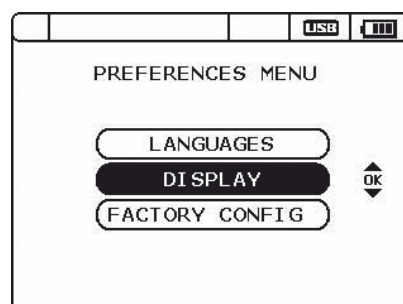 USB
PREFERENCES MENU
LANGUAGES
DISPLAY
OK
FACTORY CONFIG